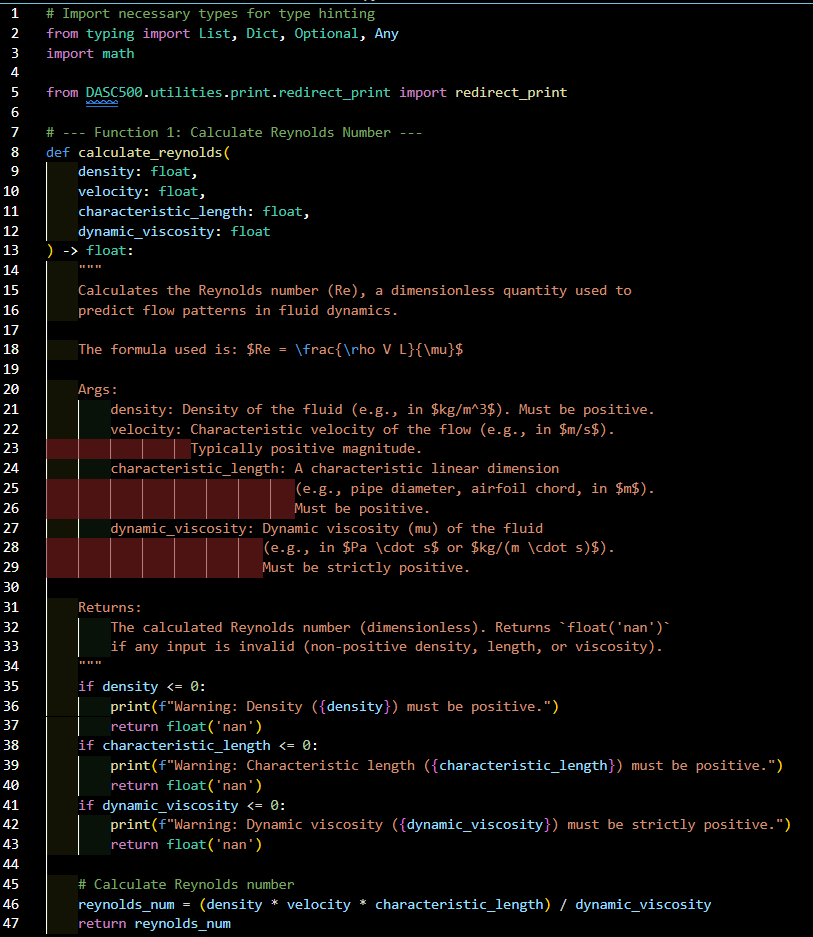 1 # Import necessary types for type hinting
2 from typing import List, Dict, Optional, Any
3 import math
4
5 from DASC500.utilities.print.redirect_print import redirect_print
6
7 # --- Function 1: Calculate Reynolds Number ---
8 def calculate_reynolds(
9     density: float,
10     velocity: float,
11     characteristic_length: float,
12     dynamic_viscosity: float
13 ) -> float:
14     """
15     Calculates the Reynolds number (Re), a dimensionless quantity used to
16     predict flow patterns in fluid dynamics.
17
18     The formula used is: $Re = \frac{\rho V L}{\mu}$
19
20     Args:
21         density: Density of the fluid (e.g., in $kg/m^3$). Must be positive.
22         velocity: Characteristic velocity of the flow (e.g., in $m/s$).
23                   Typically positive magnitude.
24         characteristic_length: A characteristic linear dimension
25                                (e.g., pipe diameter, airfoil chord, in $m$).
26                                Must be positive.
27         dynamic_viscosity: Dynamic viscosity (mu) of the fluid
28                            (e.g., in $Pa \cdot s$ or $kg/(m \cdot s)$).
29                            Must be strictly positive.
30
31     Returns:
32         The calculated Reynolds number (dimensionless). Returns `float('nan')`
33         if any input is invalid (non-positive density, length, or viscosity).
34     """
35     if density <= 0:
36         print(f"Warning: Density ({density}) must be positive.")
37         return float('nan')
38     if characteristic_length <= 0:
39         print(f"Warning: Characteristic length ({characteristic_length}) must be positive.")
40         return float('nan')
41     if dynamic_viscosity <= 0:
42         print(f"Warning: Dynamic viscosity ({dynamic_viscosity}) must be strictly positive.")
43         return float('nan')
44
45     # Calculate Reynolds number
46     reynolds_num = (density * velocity * characteristic_length) / dynamic_viscosity
47     return reynolds_num